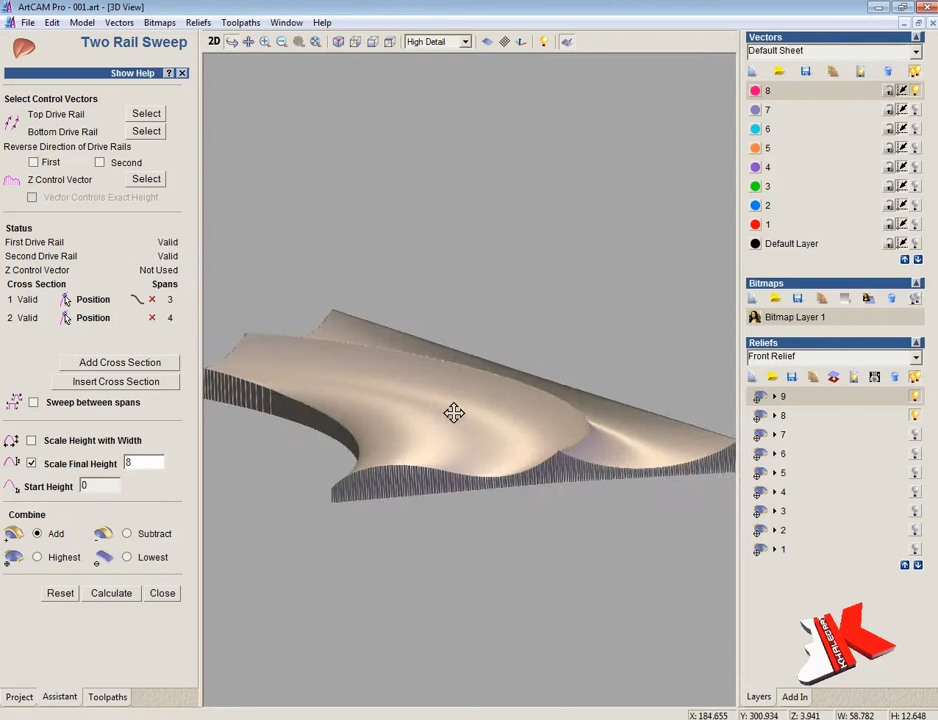 ArtCAM Pro - 001.art - [3D View]
File Edit Model Vectors Bitmaps Reliefs Toolpaths Window Help
Two Rail Sweep
Show Help ?
2D
High Detail
Select Control Vectors
Top Drive Rail Select
Bottom Drive Rail Select
Reverse Direction of Drive Rails
First Second
Z Control Vector Select
Vector Controls Exact Height
Status
First Drive Rail Valid
Second Drive Rail Valid
Z Control Vector Not Used
Cross Section Spans
1 Valid Position 3
2 Valid Position 4
Add Cross Section
Insert Cross Section
Sweep between spans
Scale Height with Width
Scale Final Height 8
Start Height 0
Combine
Add Subtract
Highest Lowest
Reset Calculate Close
Project Assistant Toolpaths
Vectors
Default Sheet
8
7
6
5
4
3
2
1
Default Layer
Bitmaps
Bitmap Layer 1
Reliefs
Front Relief
9
8
7
6
5
4
3
2
1
KHALEGRA
Layers Add In
X: 184.655 Y: 300.934 Z: 3.941 W: 58.782 H: 12.648